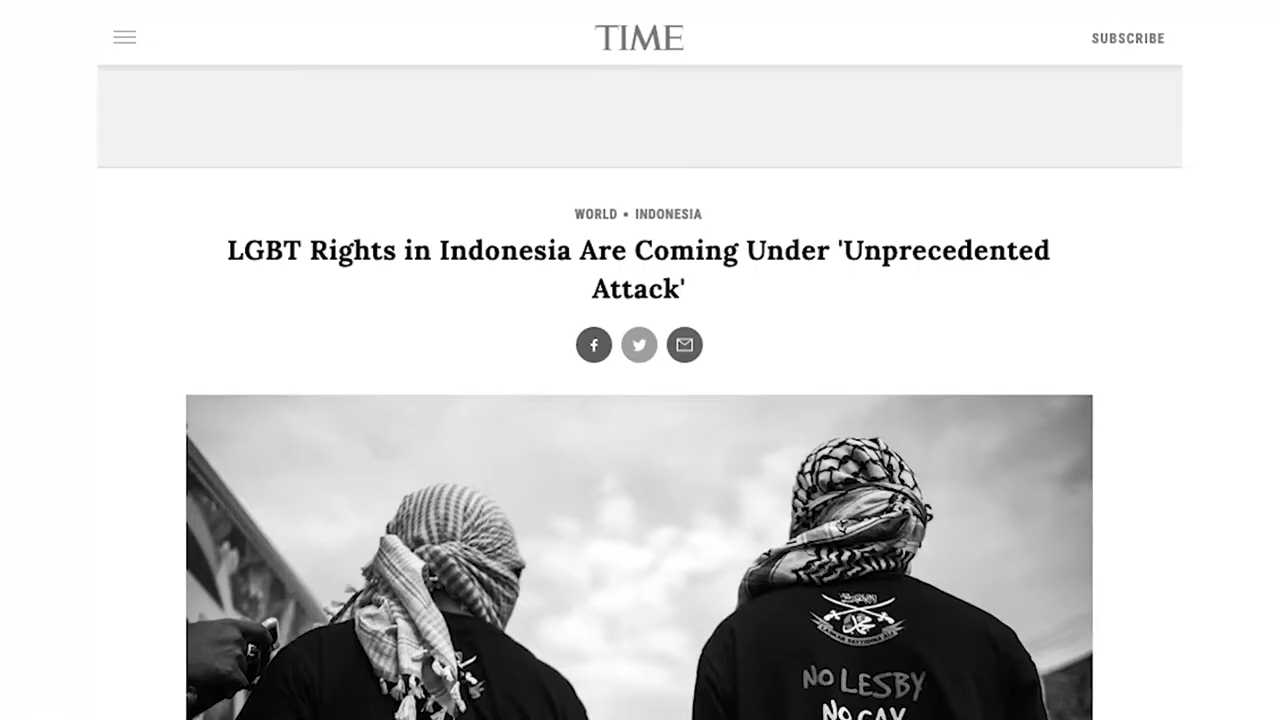 TIME
SUBSCRIBE
WORLD • INDONESIA
LGBT Rights in Indonesia Are Coming Under 'Unprecedented
Attack'
NO LESBY
NO GAY